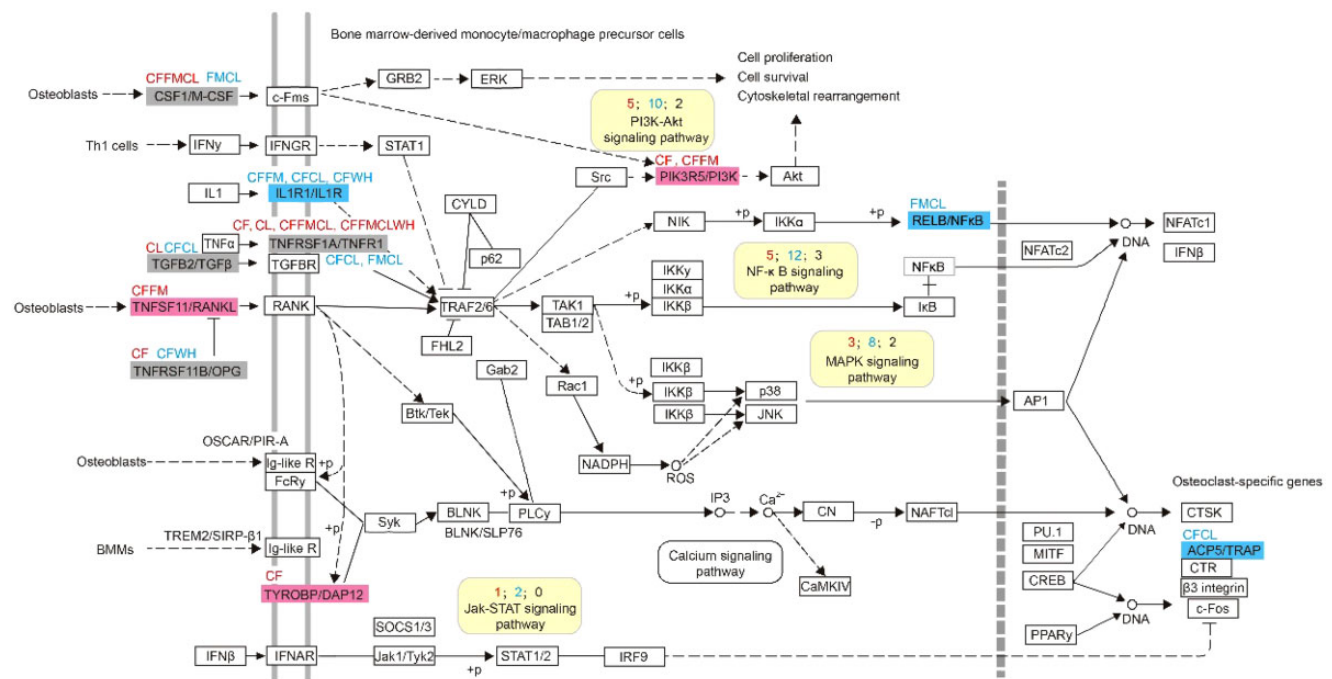 Bone marrow-derived monocyte/macrophage precursor cells
CFFMCL FMCL
Osteoblasts
CSF1/M-CSF
c-Fms
GRB2
ERK
Cell proliferation
Cell survival
Cytoskeletal rearrangement
5; 10; 2
PI3K-Akt
signaling pathway
Th1 cells
IFNγ
IFNGR
STAT1
CF, CFFM
PIK3R5/PI3K
Akt
Src
CFFM, CFCL, CFWH
IL1
IL1R1/IL1R
CYLD
p62
CF, CL, CFFMCL, CFFMCLWH
TNFα
TNFRSF1A/TNFR1
CLCFCL
TGFB2/TGFβ
TGFBR
CFCL, FMCL
NIK
+p
IKKα
+p
FMCL
RELB/NFκB
DNA
NFATc1
IFNβ
NFATc2
5; 12; 3
NF-κ B signaling
pathway
NFκB
IκB
IKKγ
IKKα
IKKβ
+p
CFFM
Osteoblasts
TNFSF11/RANKL
RANK
TRAF2/6
TAK1
TAB1/2
FHL2
CF CFWH
TNFRSF11B/OPG
3; 8; 2
MAPK signaling
pathway
Gab2
Rac1
+p
IKKβ
IKKβ
IKKβ
p38
JNK
AP1
Btk/Tek
NADPH
ROS
OSCAR/PIR-A
Osteoblasts
Ig-like R
FcRγ
+p
Syk
BLNK
BLNK/SLP76
+p
PLCγ
IP3
Ca²⁻
CN
-p
NAFTcl
DNA
Osteoclast-specific genes
CTSK
CFCL
ACP5/TRAP
CTR
β3 integrin
c-Fos
PU.1
MITF
CREB
PPARγ
DNA
TREM2/SIRP-β1
BMMs
Ig-like R
+p
CF
TYROBP/DAP12
Calcium signaling
pathway
CaMKIV
1; 2; 0
Jak-STAT signaling
pathway
SOCS1/3
IFNβ
IFNAR
Jak1/Tyk2
+p
STAT1/2
IRF9